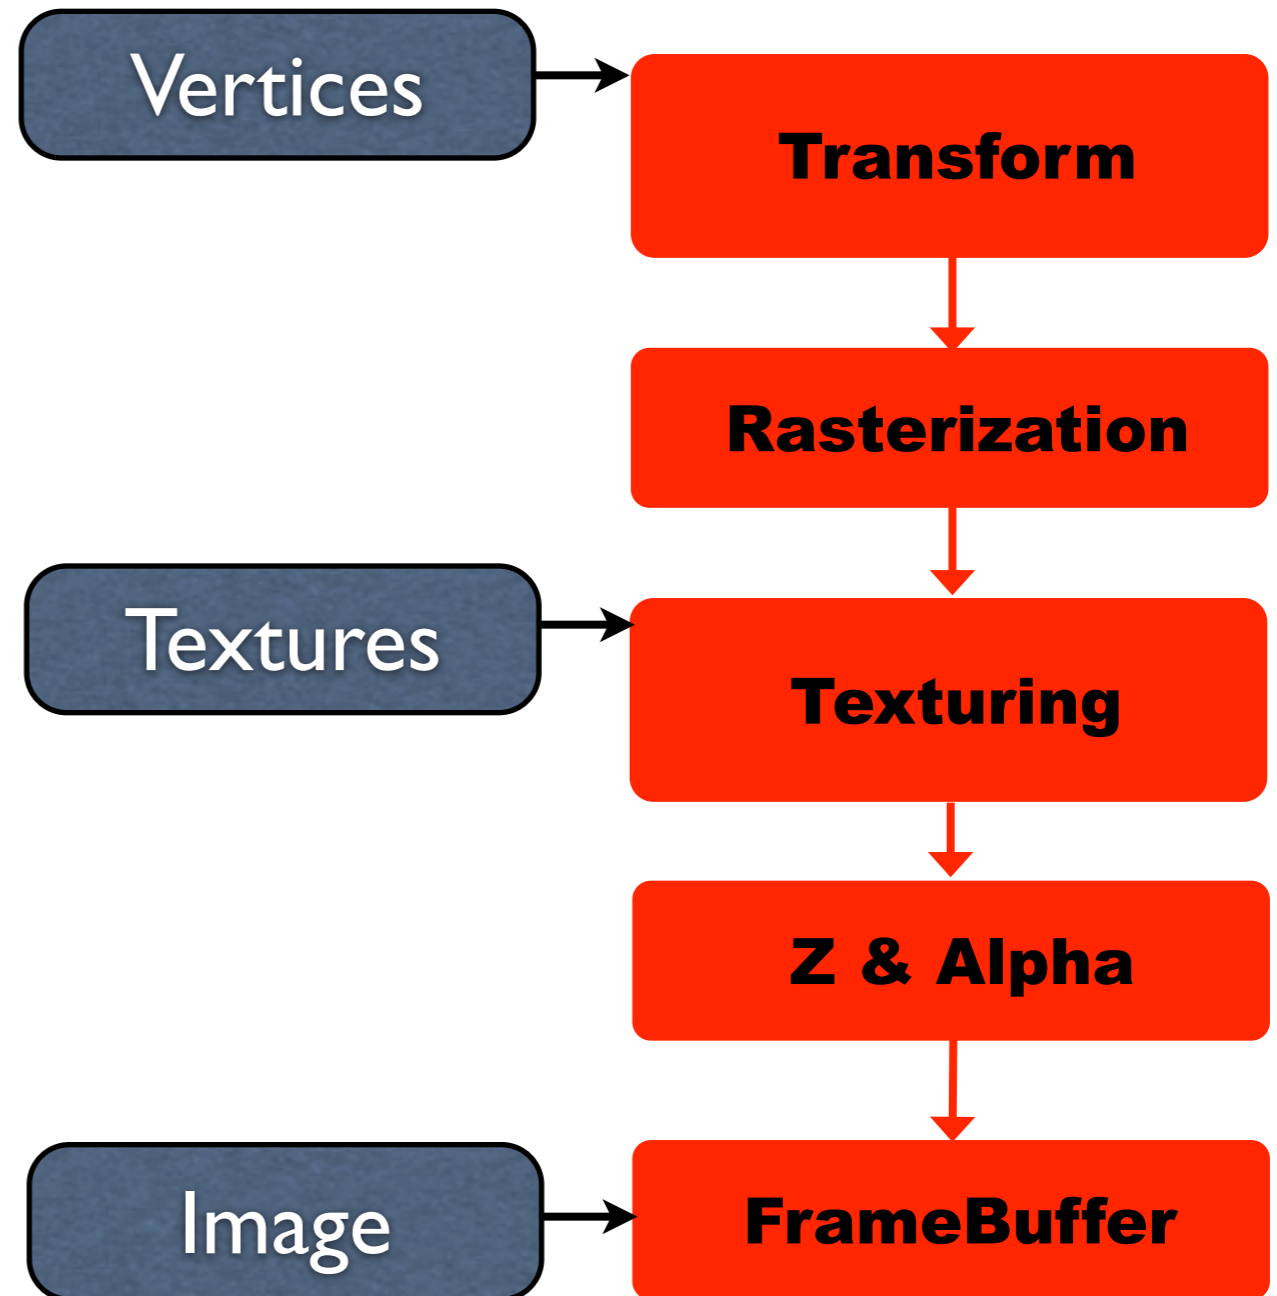 Vertices
Transform
Rasterization
Textures
Texturing
Z & Alpha
Image
FrameBuffer